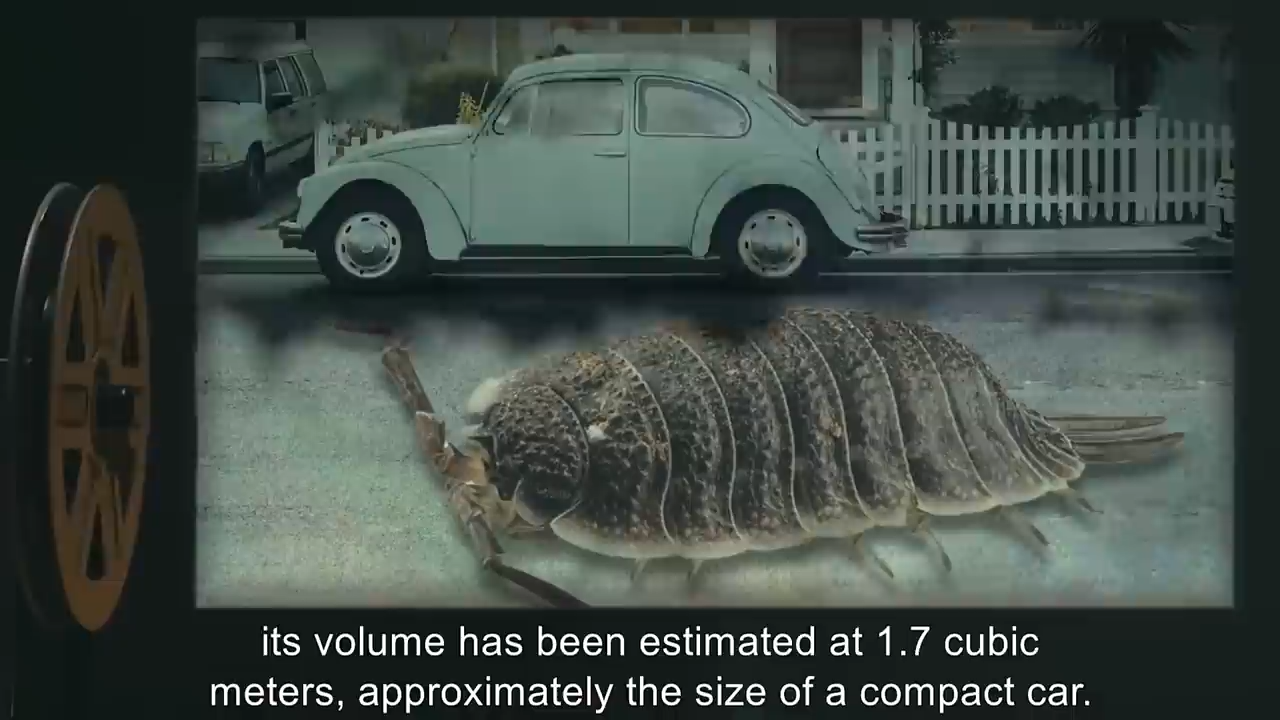 its volume has been estimated at 1.7 cubic
meters, approximately the size of a compact car.